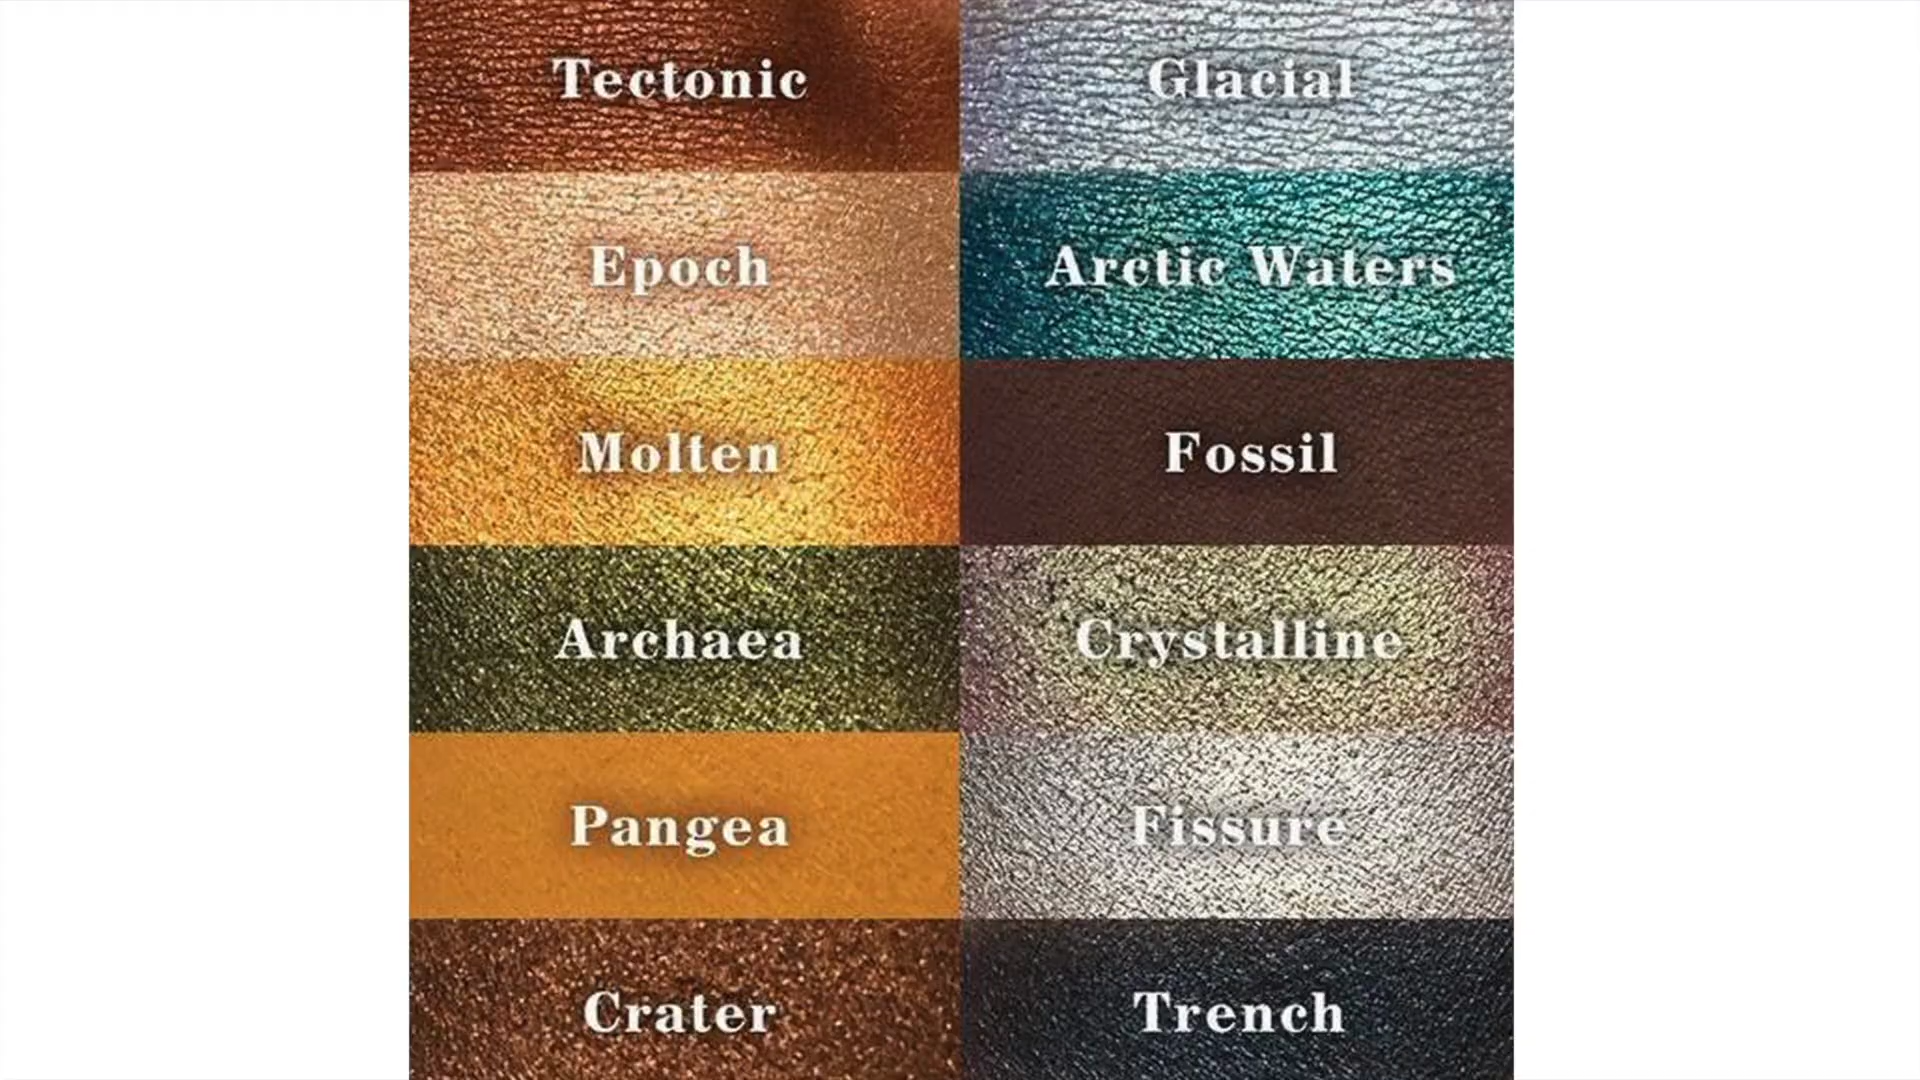 Tectonic
Glacial
Epoch
Arctic Waters
Molten
Fossil
Archaea
Crystalline
Pangea
Fissure
Crater
Trench